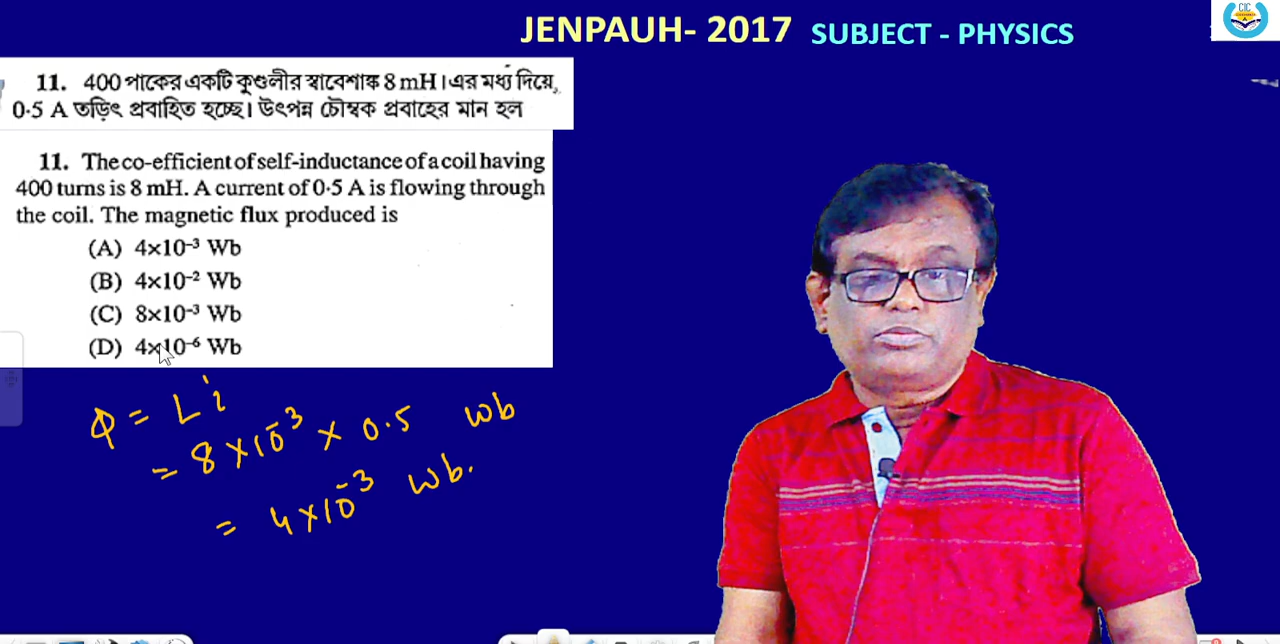 JENPAUH- 2017 SUBJECT - PHYSICS
CIC
11. 400 পাকের একটি কুণ্ডলীর স্বাবেশাঙ্ক 8 mH। এর মধ্য দিয়ে,
0·5 A তড়িৎ প্রবাহিত হচ্ছে। উৎপন্ন চৌম্বক প্রবাহের মান হল
11. The co-efficient of self-inductance of a coil having
400 turns is 8 mH. A current of 0·5 A is flowing through
the coil. The magnetic flux produced is
(A) 4×10⁻³ Wb
(B) 4×10⁻² Wb
(C) 8×10⁻³ Wb
(D) 4×10⁻⁶ Wb
Φ = Li
= 8×10⁻³ × 0.5 wb
= 4×10⁻³ wb.